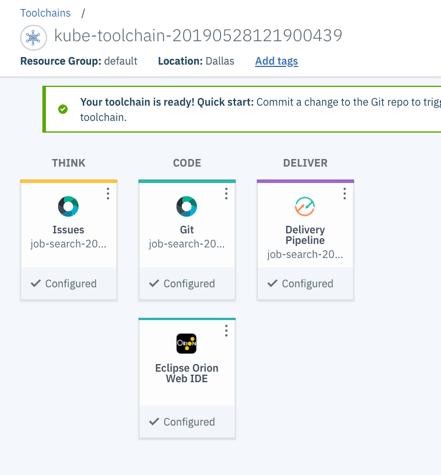 Toolchains /
kube-toolchain-20190528121900439
Resource Group: default Location: Dallas Add tags
Your toolchain is ready! Quick start: Commit a change to the Git repo to trig
toolchain.
THINK
CODE
DELIVER
Issues
job-search-20...
Configured
Git
job-search-20...
Configured
Delivery
Pipeline
job-search-20...
Configured
ORION
Eclipse Orion
Web IDE
Configured